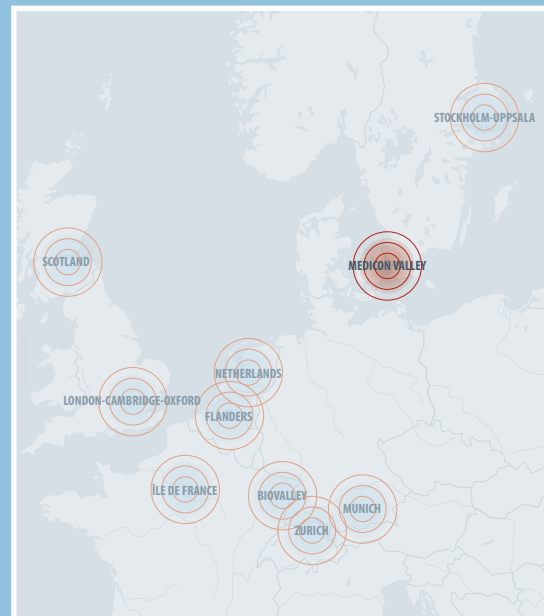 STOCKHOLM-UPPSALA
SCOTLAND
MEDICON VALLEY
NETHERLANDS
LONDON-CAMBRIDGE-OXFORD
FLANDERS
ÎLE DE FRANCE
BIOVALLEY
MUNICH
ZURICH